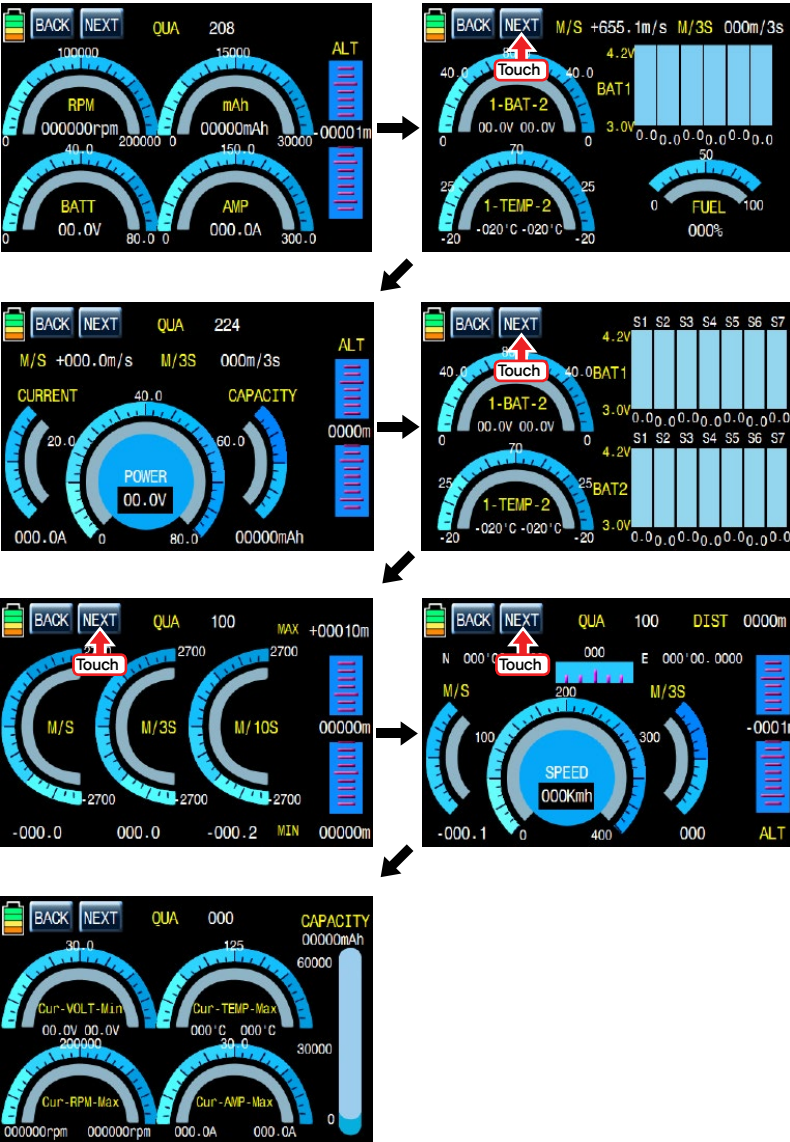 BACK NEXT QUA 208
ALT
100000 15000
RPM mAh
000000rpm 00000mAh -00001m
0 200000 0 30000
40.0 150.0
BATT AMP
00.0V 000.0A
0 80.0 0 300.0
BACK NEXT M/S +655.1m/s M/3S 000m/3s
Touch
40.0 40.0
4.2V
BAT1
3.0V
1-BAT-2
00.0V 00.0V
0 0
0.0 0.0 0.0 0.0 0.0 0.0
70
25 25
1-TEMP-2
-020'C -020'C
-20 -20
50
0 FUEL 100
000%
BACK NEXT QUA 224
ALT
M/S +000.0m/s M/3S 000m/3s
CURRENT 40.0 CAPACITY
20.0 60.0 0000m
POWER
00.0V
000.0A 0 80.0 00000mAh
BACK NEXT S1 S2 S3 S4 S5 S6 S7
Touch
4.2V
40.0 40.0 BAT1
1-BAT-2
3.0V
00.0V 00.0V
0 0
0.0 0.0 0.0 0.0 0.0 0.0 0.0
S1 S2 S3 S4 S5 S6 S7
70 4.2V
25 25 BAT2
1-TEMP-2
-020'C -020'C 3.0V
-20 -20
0.0 0.0 0.0 0.0 0.0 0.0 0.0
BACK NEXT QUA 100 MAX +00010m
Touch
2700 2700
M/S M/3S M/10S 00000m
-2700 -2700
-000.0 000.0 -000.2 MIN 00000m
BACK NEXT QUA 100 DIST 0000m
Touch
N 000 E 000'00.0000
M/S 200 M/3S
100 300 -0001m
SPEED
000Kmh
-000.1 0 400 000 ALT
BACK NEXT QUA 000 CAPACITY
00000mAh
30.0 125 60000
Cur-VOLT-Min Cur-TEMP-Max
00.0V 00.0V 000'C 000'C
200000 30.0 30000
Cur-RPM-Max Cur-AMP-Max
0
000000rpm 000000rpm 000.0A 000.0A